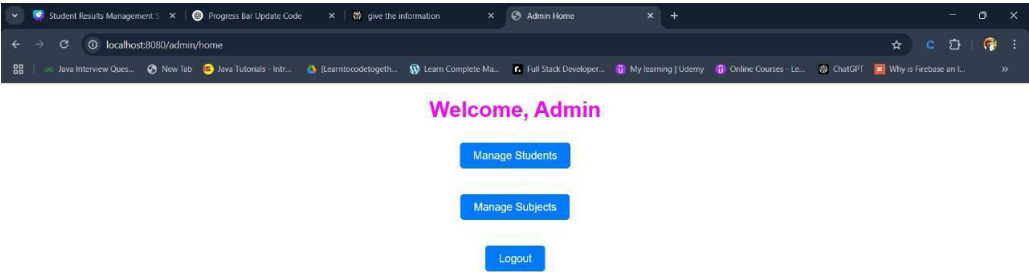 Student Results Management S
Progress Bar Update Code
give the information
Admin Home
localhost:8080/admin/home
Java Interview Ques...
New Tab
Java Tutorials - Intr...
(Learntocodetogeth...
Learn Complete Ma...
Full Stack Developer...
My learning | Udemy
Online Courses - Le...
ChatGPT
Why is Firebase an I...
Welcome, Admin
Manage Students
Manage Subjects
Logout